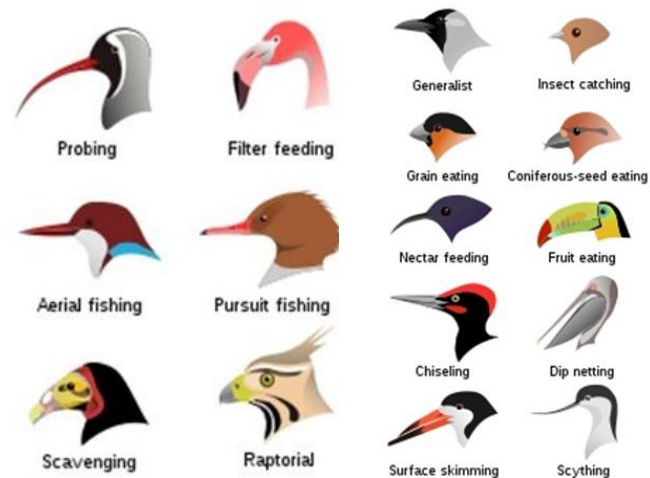 Probing
Filter feeding
Aerial fishing
Pursuit fishing
Scavenging
Raptorial
Generalist
Insect catching
Grain eating
Coniferous-seed eating
Nectar feeding
Fruit eating
Chiseling
Dip netting
Surface skimming
Scything